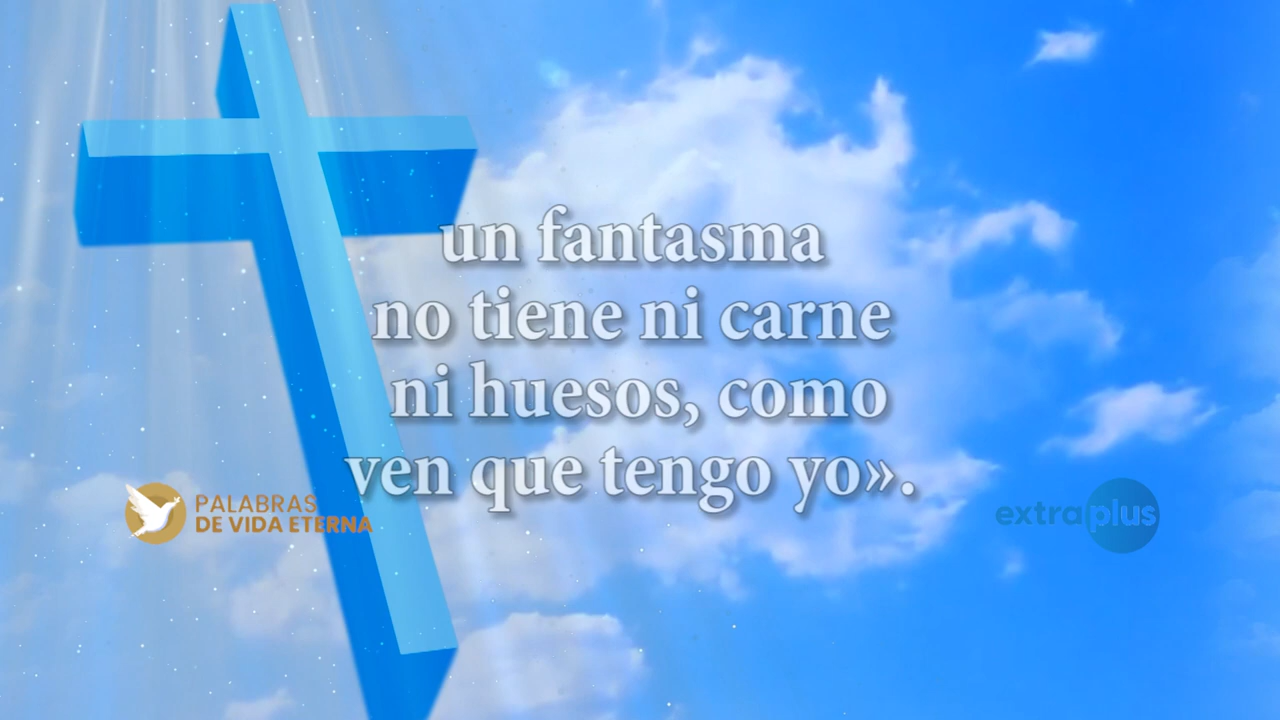 un fantasma
no tiene ni carne
ni huesos, como
ven que tengo yo».
PALABRAS
DE VIDA ETERNA
extraplus